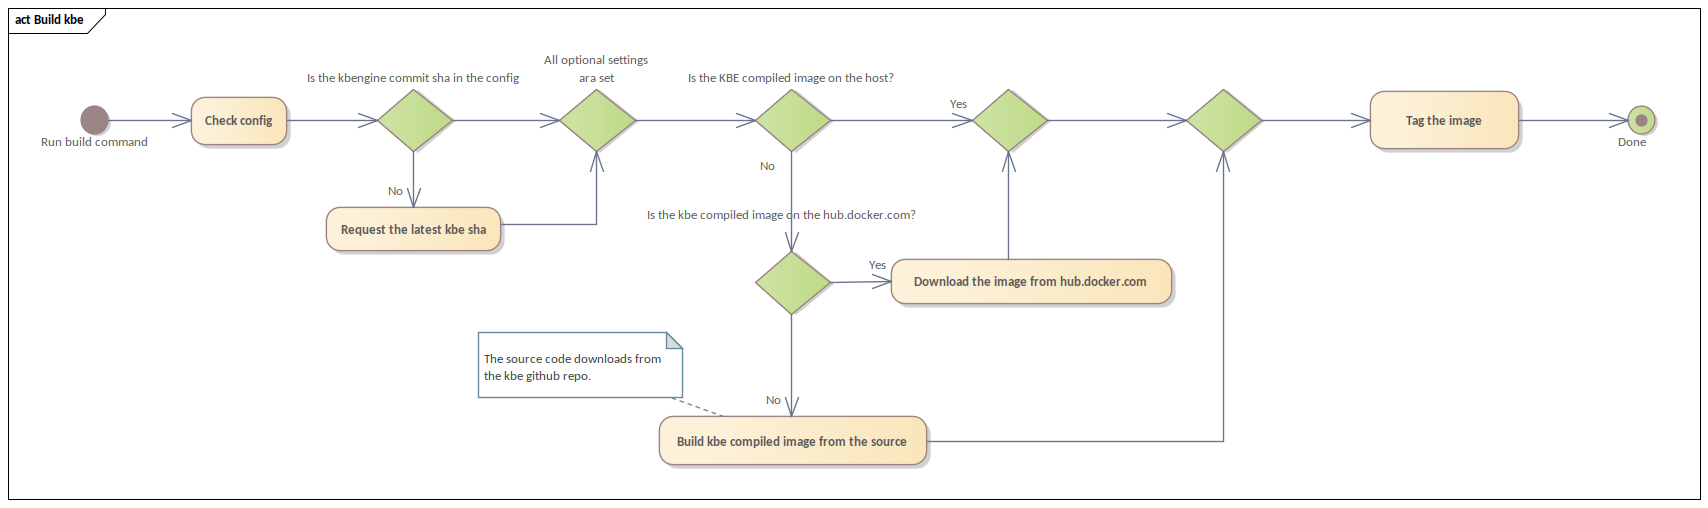 act Build kbe
Run build command
Check config
Is the kbengine commit sha in the config
No
Request the latest kbe sha
All optional settings
ara set
Is the KBE compiled image on the host?
Yes
No
Is the kbe compiled image on the hub.docker.com?
Yes
Download the image from hub.docker.com
No
The source code downloads from
the kbe github repo.
Build kbe compiled image from the source
Tag the image
Done